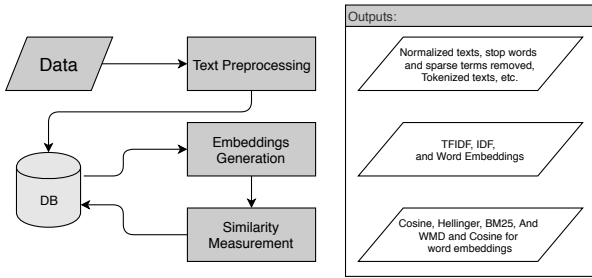 Outputs:
Data
Text Preprocessing
Normalized texts, stop words
and sparse terms removed,
Tokenized texts, etc.
Embeddings
Generation
TFIDF, IDF,
and Word Embeddings
DB
Similarity
Measurement
Cosine, Hellinger, BM25, And
WMD and Cosine for
word embeddings